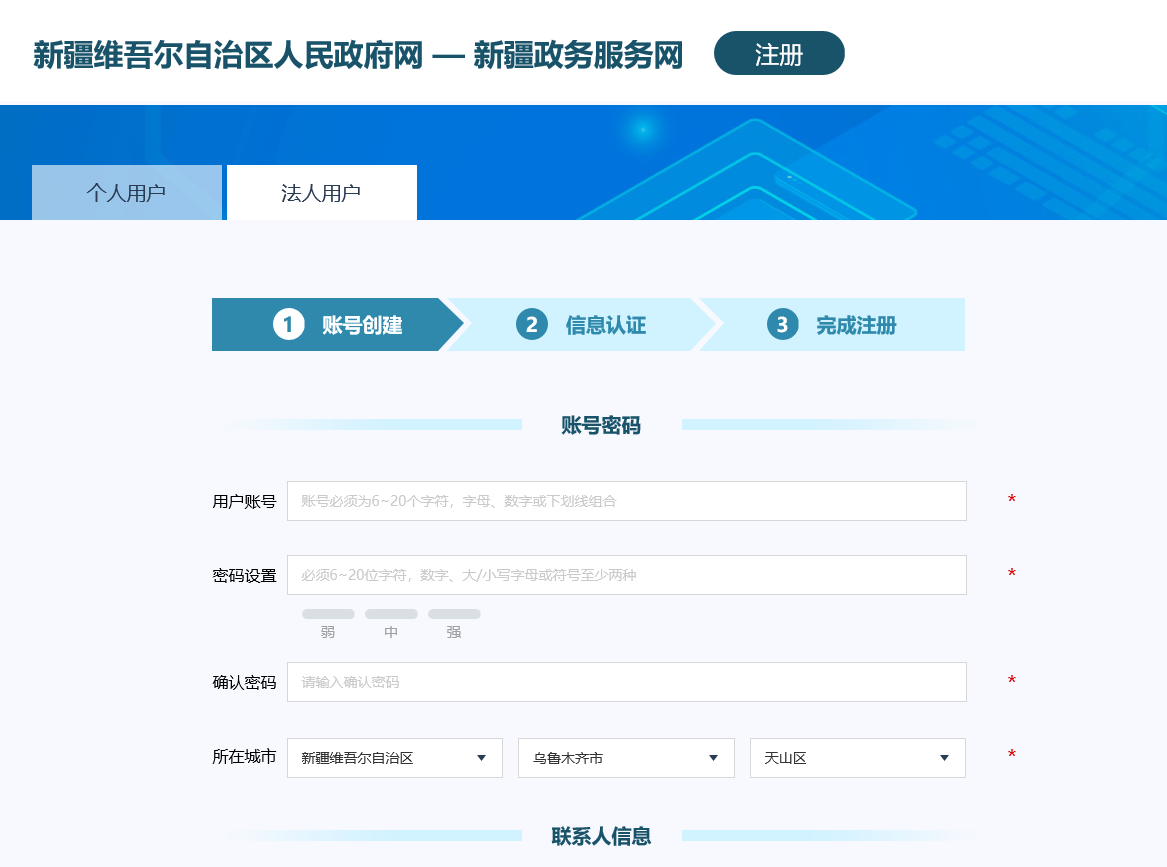 新疆维吾尔自治区人民政府网 — 新疆政务服务网 注册
个人用户 法人用户
1 账号创建 2 信息认证 3 完成注册
账号密码
用户账号 账号必须为6~20个字符，字母、数字或下划线组合 *
密码设置 必须6~20位字符，数字、大/小写字母或符号至少两种 *
弱 中 强
确认密码 请输入确认密码 *
所在城市 新疆维吾尔自治区 乌鲁木齐市 天山区 *
联系人信息